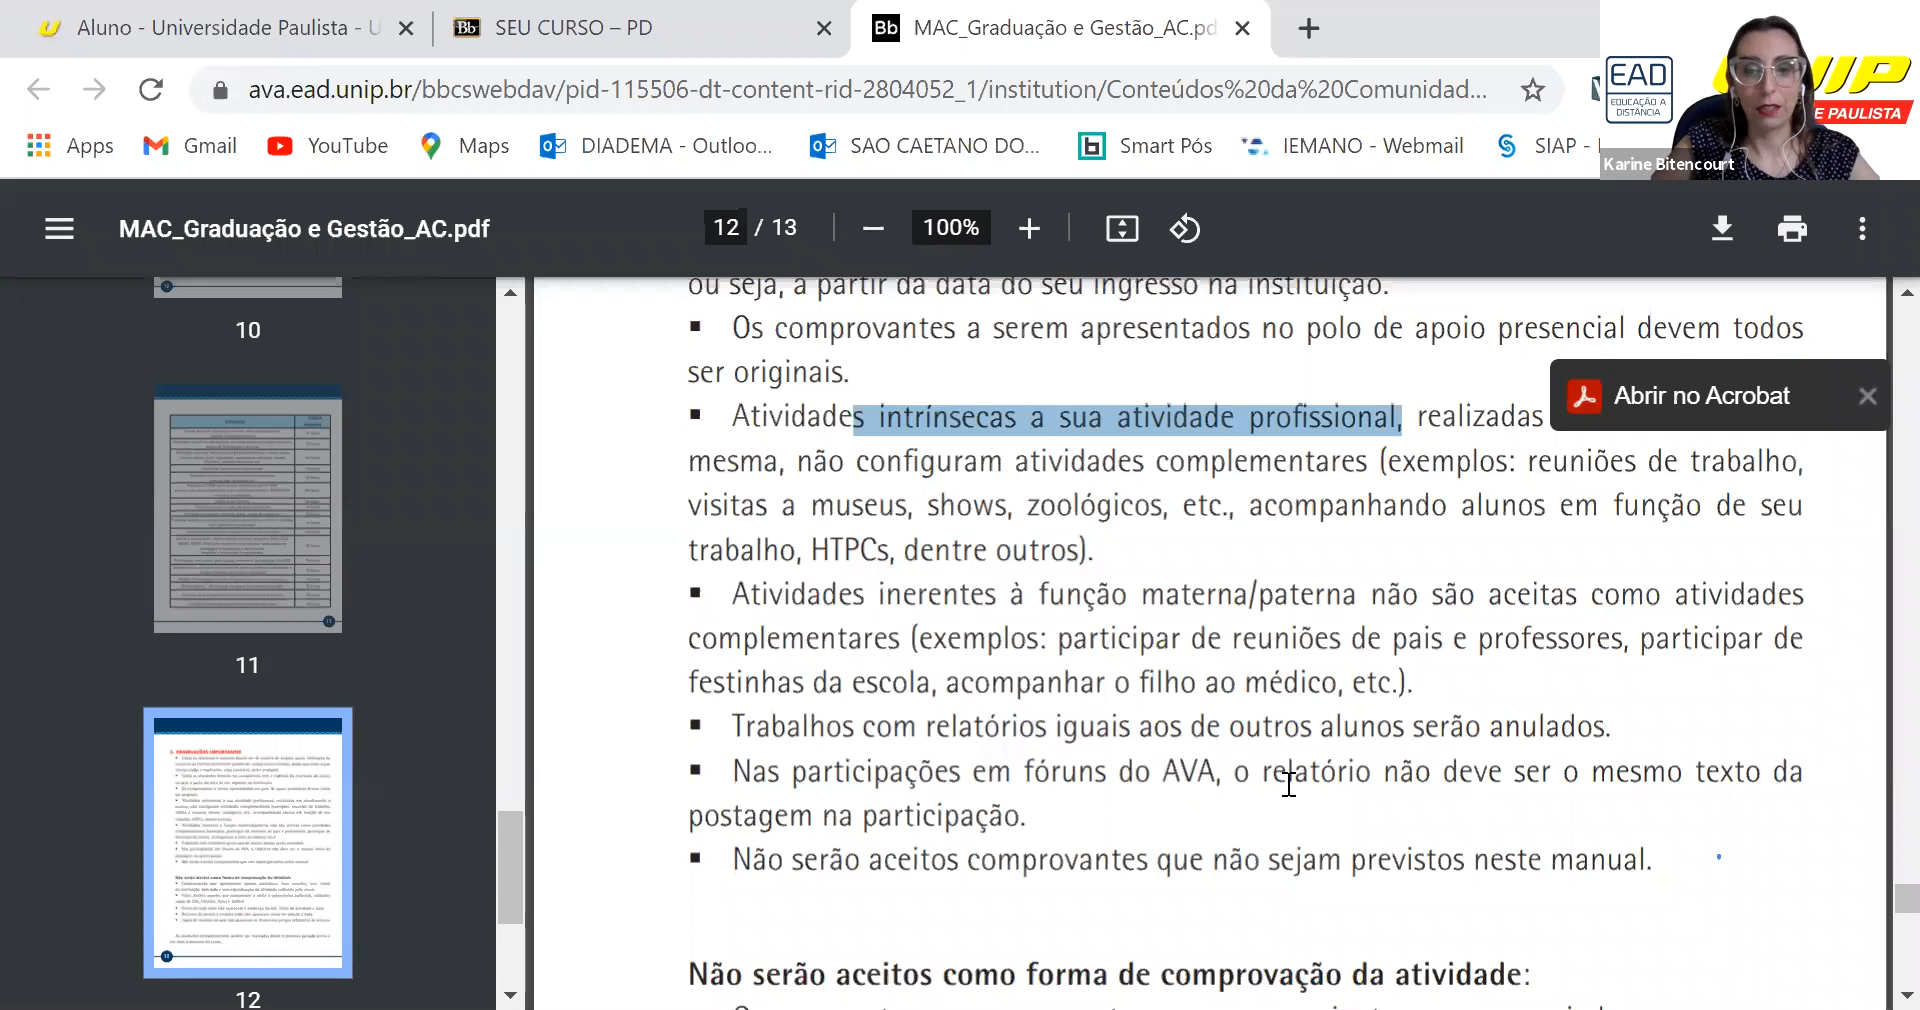 Aluno - Universidade Paulista - U
SEU CURSO – PD
MAC_Graduação e Gestão_AC.pd
ava.ead.unip.br/bbcswebdav/pid-115506-dt-content-rid-2804052_1/institution/Conteúdos%20da%20Comunidad...
Apps
Gmail
YouTube
Maps
DIADEMA - Outloo...
SAO CAETANO DO...
Smart Pós
IEMANO - Webmail
SIAP -
EAD
EDUCAÇÃO A
DISTÂNCIA
E PAULISTA
Karine Bitencourt
MAC_Graduação e Gestão_AC.pdf
12 / 13
100%
10
11
12
ou seja, a partir da data do seu ingresso na instituição.
▪ Os comprovantes a serem apresentados no polo de apoio presencial devem todos
ser originais.
▪ Atividades intrínsecas a sua atividade profissional, realizadas
Abrir no Acrobat
mesma, não configuram atividades complementares (exemplos: reuniões de trabalho,
visitas a museus, shows, zoológicos, etc., acompanhando alunos em função de seu
trabalho, HTPCs, dentre outros).
▪ Atividades inerentes à função materna/paterna não são aceitas como atividades
complementares (exemplos: participar de reuniões de pais e professores, participar de
festinhas da escola, acompanhar o filho ao médico, etc.).
▪ Trabalhos com relatórios iguais aos de outros alunos serão anulados.
▪ Nas participações em fóruns do AVA, o relatório não deve ser o mesmo texto da
postagem na participação.
▪ Não serão aceitos comprovantes que não sejam previstos neste manual.
Não serão aceitos como forma de comprovação da atividade: